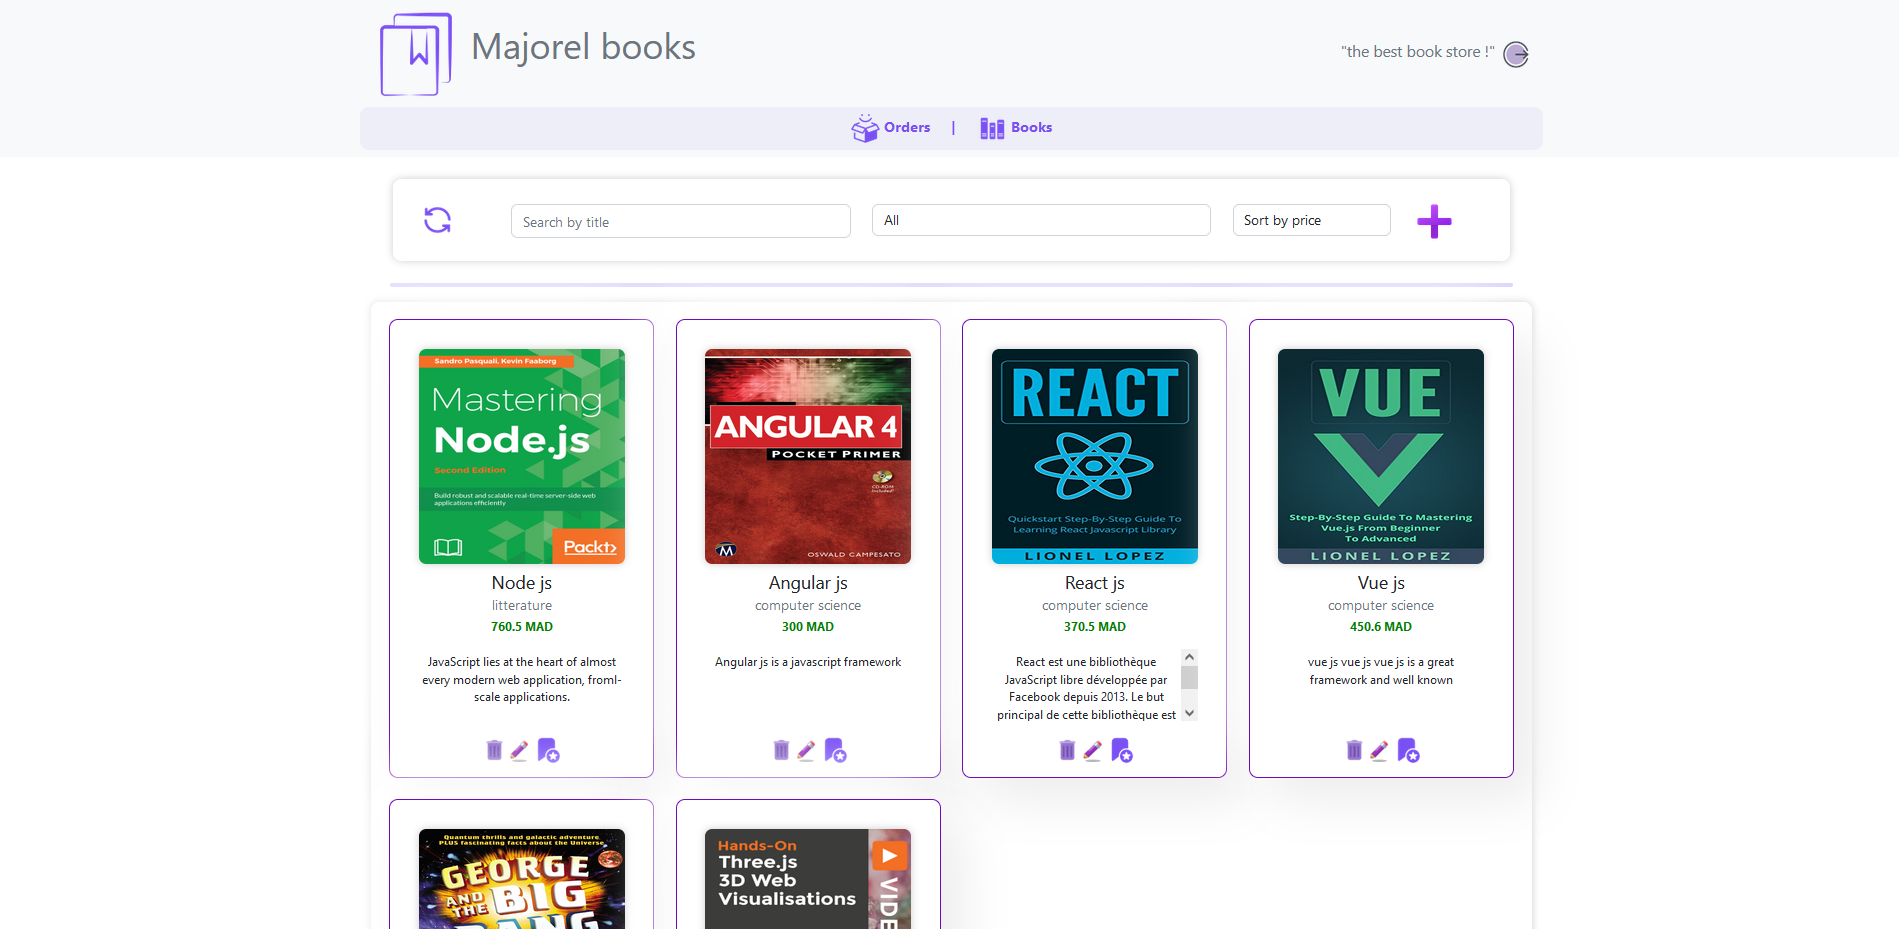 Majorel books
"the best book store !"
Orders | Books
Search by title
All
Sort by price
Sandro Pasquali, Kevin Faaborg
Mastering
Node.js
Second Edition
Build robust and scalable real-time server-side web
applications efficiently
Packt>
Node js
litterature
760.5 MAD
JavaScript lies at the heart of almost
every modern web application, froml-
scale applications.
ANGULAR 4
POCKET PRIMER
CD-ROM
Included!
OSWALD CAMPESATO
Angular js
computer science
300 MAD
Angular js is a javascript framework
REACT
Quickstart Step-By-Step Guide To
Learning React Javascript Library
LIONEL LOPEZ
React js
computer science
370.5 MAD
React est une bibliothèque
JavaScript libre développée par
Facebook depuis 2013. Le but
principal de cette bibliothèque est
VUE
Step-By-Step Guide To Mastering
Vue.js From Beginner
To Advanced
LIONEL LOPEZ
Vue js
computer science
450.6 MAD
vue js vue js vue js is a great
framework and well known
Quantum thrills and galactic adventure
PLUS fascinating facts about the Universe
GEORGE
AND THE BIG
BANG
Hands-On
Three.js
3D Web
Visualisations
VIDE